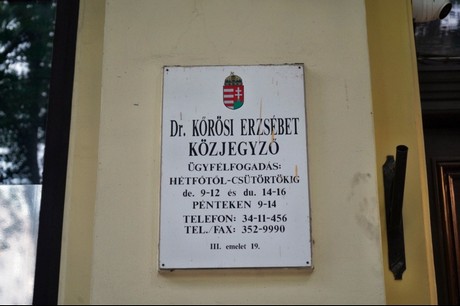 Dr. KŐRÖSI ERZSÉBET
KÖZJEGYZŐ
ÜGYFÉLFOGADÁS:
HÉTFŐTŐL-CSÜTÖRTÖKIG
de. 9-12 és du. 14-16
PÉNTEKEN 9-14
TELEFON: 34-11-456
TEL./FAX: 352-9990
III. emelet 19.